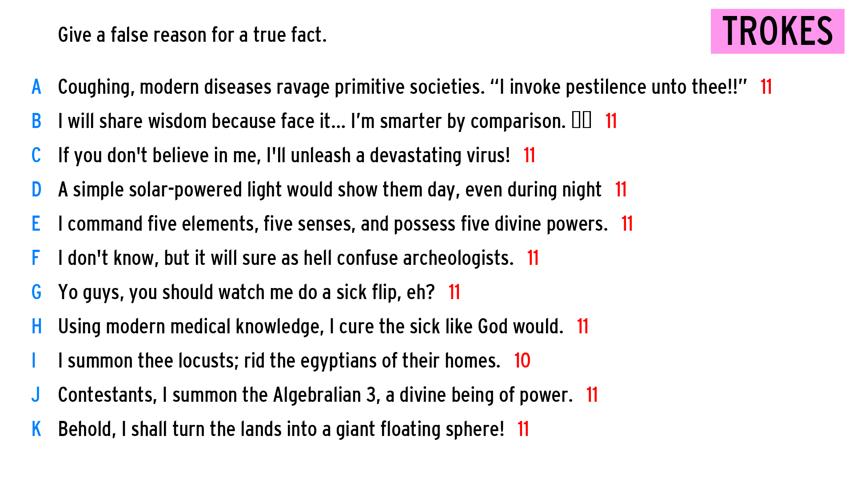 Give a false reason for a true fact.
TROKES
A Coughing, modern diseases ravage primitive societies. “I invoke pestilence unto thee!!” 11
B I will share wisdom because face it... I’m smarter by comparison. ▯▯ 11
C If you don't believe in me, I'll unleash a devastating virus! 11
D A simple solar-powered light would show them day, even during night 11
E I command five elements, five senses, and possess five divine powers. 11
F I don't know, but it will sure as hell confuse archeologists. 11
G Yo guys, you should watch me do a sick flip, eh? 11
H Using modern medical knowledge, I cure the sick like God would. 11
I I summon thee locusts; rid the egyptians of their homes. 10
J Contestants, I summon the Algebralian 3, a divine being of power. 11
K Behold, I shall turn the lands into a giant floating sphere! 11